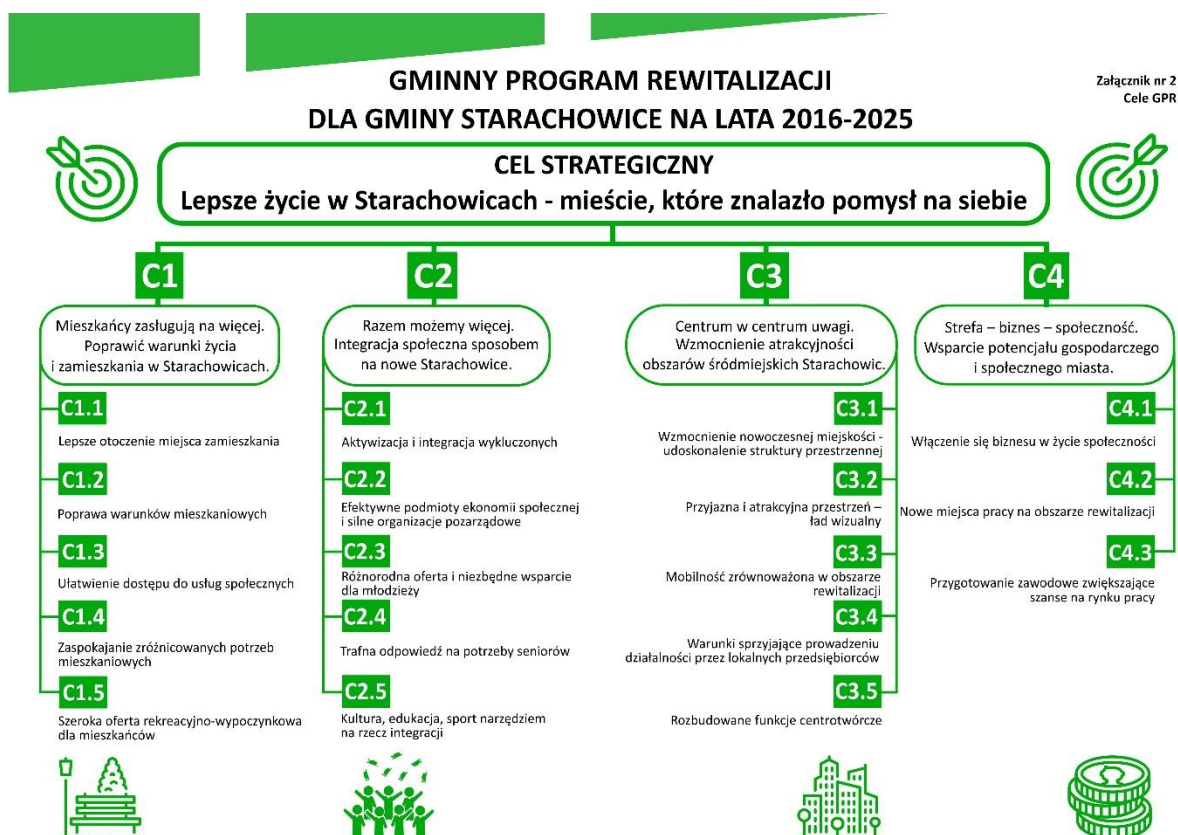 GMINNY PROGRAM REWITALIZACJI
DLA GMINY STARACHOWICE NA LATA 2016-2025
Załącznik nr 2
Cele GPR
CEL STRATEGICZNY
Lepsze życie w Starachowicach - mieście, które znalazło pomysł na siebie
C1
Mieszkańcy zasługują na więcej.
Poprawić warunki życia
i zamieszkania w Starachowicach.
C1.1
Lepsze otoczenie miejsca zamieszkania
C1.2
Poprawa warunków mieszkaniowych
C1.3
Ułatwienie dostępu do usług społecznych
C1.4
Zaspokajanie zróżnicowanych potrzeb
mieszkaniowych
C1.5
Szeroka oferta rekreacyjno-wypoczynkowa
dla mieszkańców
C2
Razem możemy więcej.
Integracja społeczna sposobem
na nowe Starachowice.
C2.1
Aktywizacja i integracja wykluczonych
C2.2
Efektywne podmioty ekonomii społecznej
i silne organizacje pozarządowe
C2.3
Różnorodna oferta i niezbędne wsparcie
dla młodzieży
C2.4
Trafna odpowiedź na potrzeby seniorów
C2.5
Kultura, edukacja, sport narzędziem
na rzecz integracji
C3
Centrum w centrum uwagi.
Wzmocnienie atrakcyjności
obszarów śródmiejskich Starachowic.
C3.1
Wzmocnienie nowoczesnej miejskości -
udoskonalenie struktury przestrzennej
C3.2
Przyjazna i atrakcyjna przestrzeń –
ład wizualny
C3.3
Mobilność zrównoważona w obszarze
rewitalizacji
C3.4
Warunki sprzyjające prowadzeniu
działalności przez lokalnych przedsiębiorców
C3.5
Rozbudowane funkcje centrotwórcze
C4
Strefa – biznes – społeczność.
Wsparcie potencjału gospodarczego
i społecznego miasta.
C4.1
Włączenie się biznesu w życie społeczności
C4.2
Nowe miejsca pracy na obszarze rewitalizacji
C4.3
Przygotowanie zawodowe zwiększające
szanse na rynku pracy